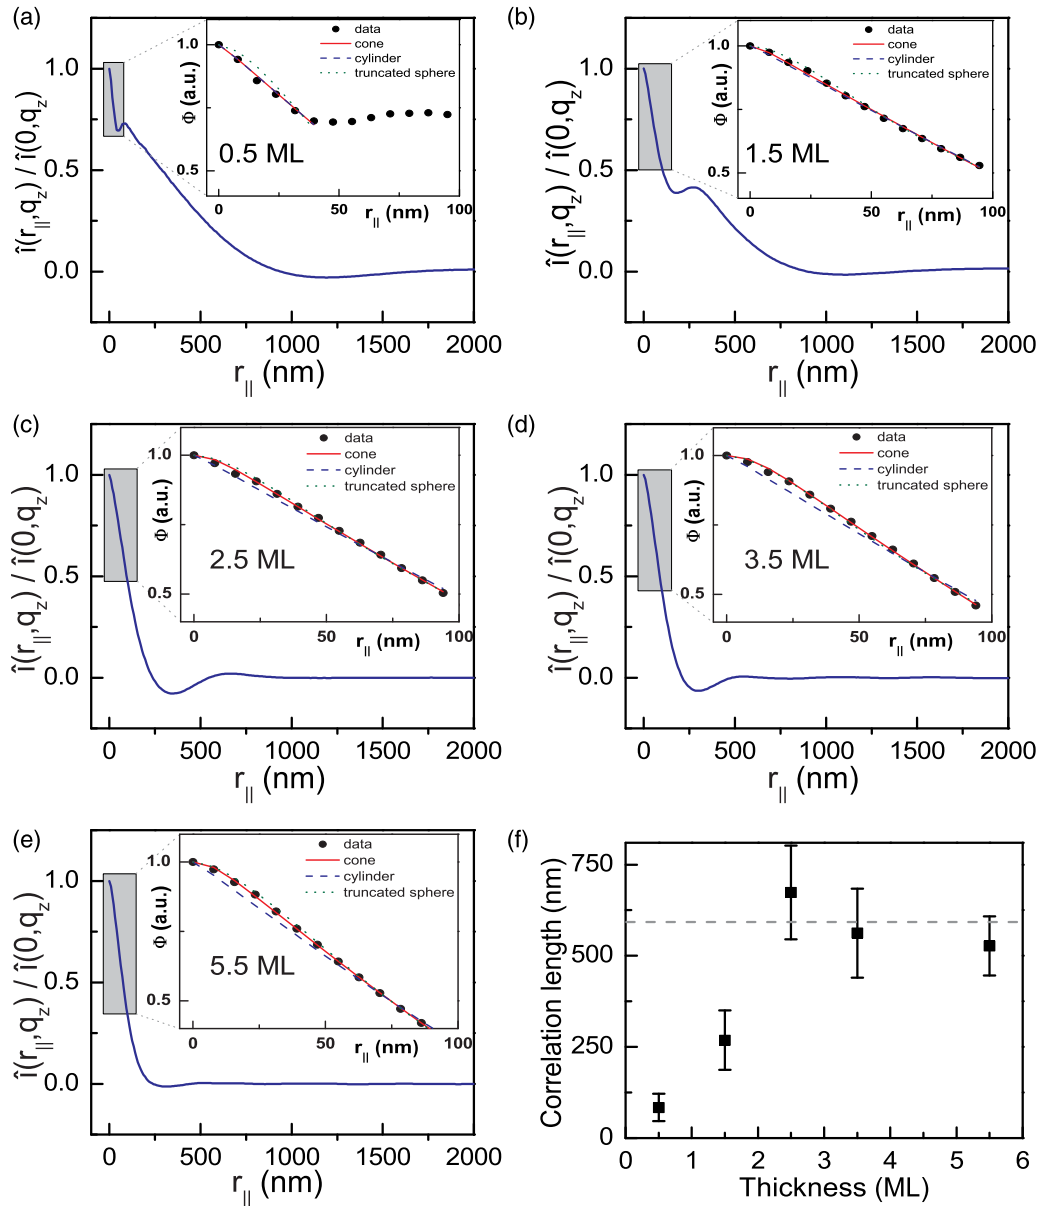 (a)
1.0
0.5
0.0
î(r||,qz) / î(0,qz)
0 500 1000 1500 2000
r|| (nm)
data
cone
cylinder
truncated sphere
1.0
0.5
Φ (a.u.)
0.5 ML
0 50 100
r|| (nm)
(b)
1.0
0.5
0.0
î(r||,qz) / î(0,qz)
0 500 1000 1500 2000
r|| (nm)
data
cone
cylinder
truncated sphere
1.0
0.5
Φ (a.u.)
1.5 ML
0 50 100
r|| (nm)
(c)
1.0
0.5
0.0
î(r||,qz) / î(0,qz)
0 500 1000 1500 2000
r|| (nm)
data
cone
cylinder
truncated sphere
1.0
0.5
Φ (a.u.)
2.5 ML
0 50 100
r|| (nm)
(d)
1.0
0.5
0.0
î(r||,qz) / î(0,qz)
0 500 1000 1500 2000
r|| (nm)
data
cone
cylinder
truncated sphere
1.0
0.5
Φ (a.u.)
3.5 ML
0 50 100
r|| (nm)
(e)
1.0
0.5
0.0
î(r||,qz) / î(0,qz)
0 500 1000 1500 2000
r|| (nm)
data
cone
cylinder
truncated sphere
1.0
0.5
Φ (a.u.)
5.5 ML
0 50 100
r|| (nm)
(f)
750
500
250
0
Correlation length (nm)
0 1 2 3 4 5 6
Thickness (ML)